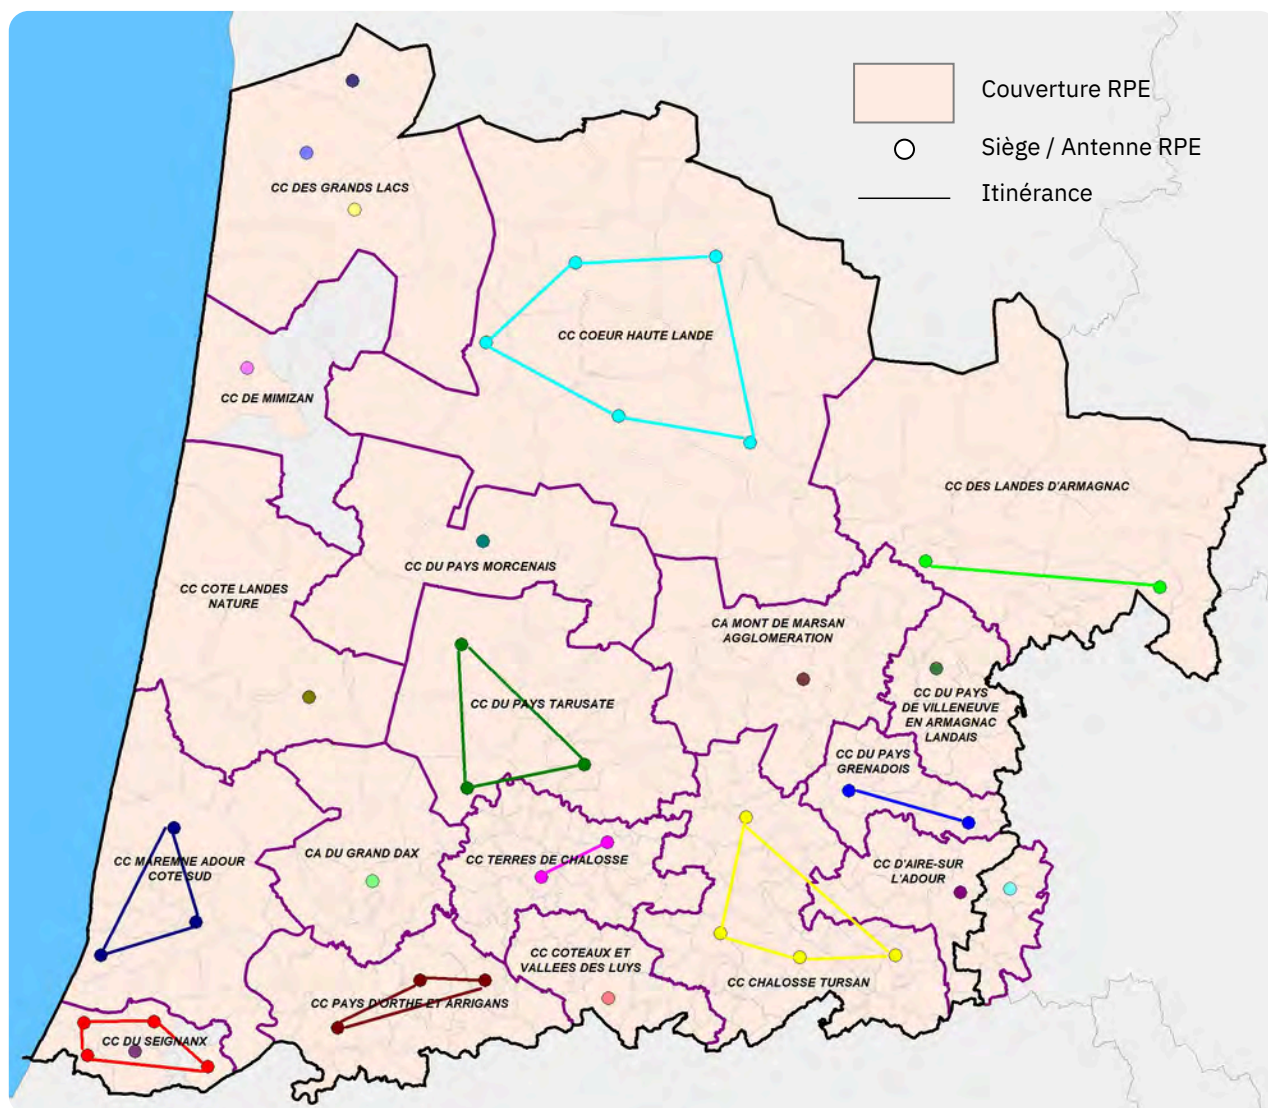 Couverture RPE
Siège / Antenne RPE
Itinérance
CC DES GRANDS LACS
CC COEUR HAUTE LANDE
CC DE MIMIZAN
CC DES LANDES D'ARMAGNAC
CC DU PAYS MORCENAIS
CC COTE LANDES
NATURE
CA MONT DE MARSAN
AGGLOMERATION
CC DU PAYS TARUSATE
CC DU PAYS
DE VILLENEUVE
EN ARMAGNAC
LANDAIS
CC DU PAYS
GRENADOIS
CC MAREMNE ADOUR
COTE SUD
CA DU GRAND DAX
CC TERRES DE CHALOSSE
CC D'AIRE-SUR
L'ADOUR
CC COTEAUX ET
VALLEES DES LUYS
CC CHALOSSE TURSAN
CC PAYS D'ORTHE ET ARRIGANS
CC DU SEIGNANX